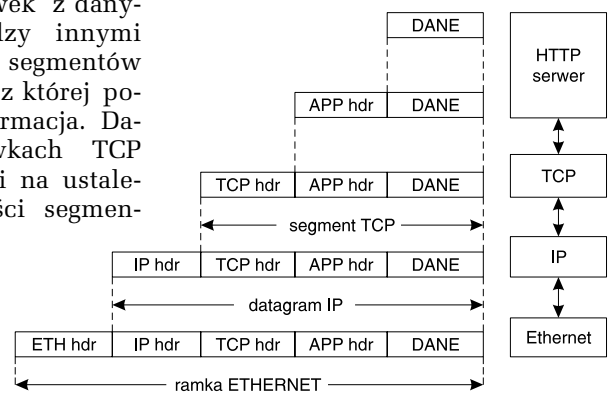 wek z dany-
dzy innymi
segmentów
z której po-
rmacja. Da-
wkach TCP
i na ustale-
ści segmen-
DANE
APP hdr DANE
TCP hdr APP hdr DANE
segment TCP
IP hdr TCP hdr APP hdr DANE
datagram IP
ETH hdr IP hdr TCP hdr APP hdr DANE
ramka ETHERNET
HTTP
serwer
TCP
IP
Ethernet